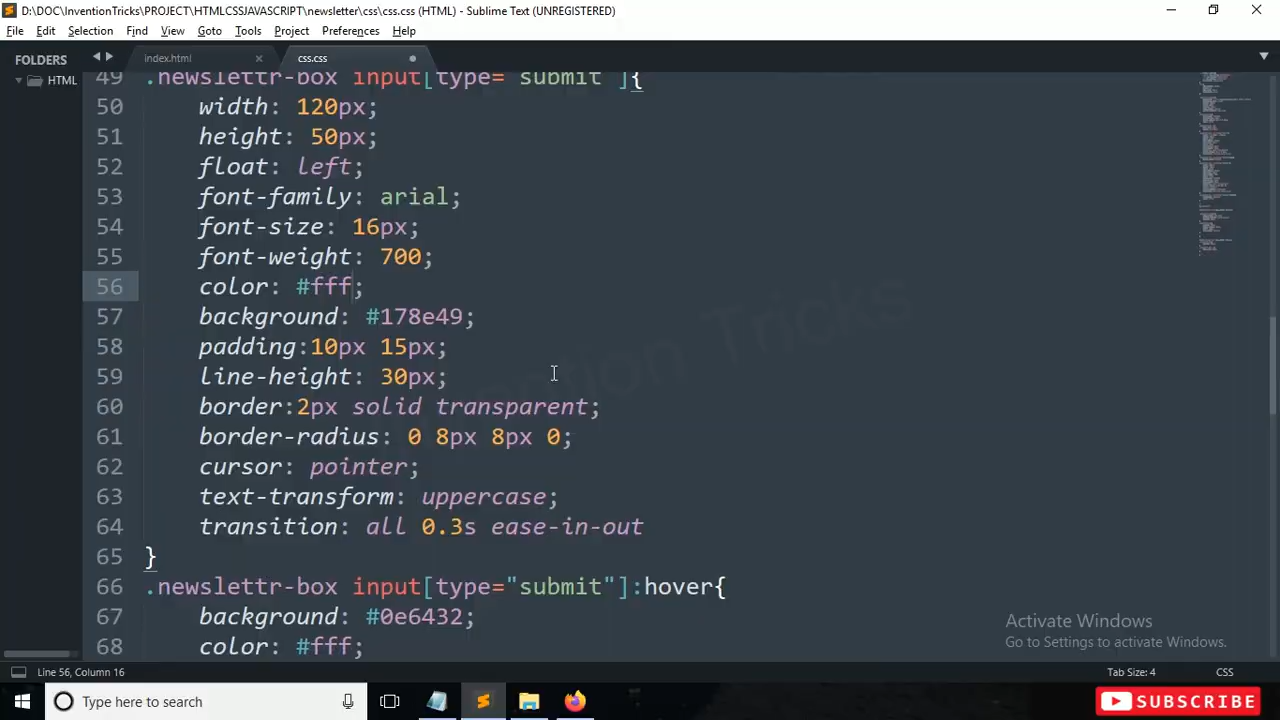 D:\DOC\InventionTricks\PROJECT\HTMLCSSJAVASCRIPT\newsletter\css\css.css (HTML) - Sublime Text (UNREGISTERED)
File Edit Selection Find View Goto Tools Project Preferences Help
FOLDERS
HTML
index.html
css.css
49 .newslettr-box input[type="submit"]{
50 width: 120px;
51 height: 50px;
52 float: left;
53 font-family: arial;
54 font-size: 16px;
55 font-weight: 700;
56 color: #fff;
57 background: #178e49;
58 padding:10px 15px;
59 line-height: 30px;
60 border:2px solid transparent;
61 border-radius: 0 8px 8px 0;
62 cursor: pointer;
63 text-transform: uppercase;
64 transition: all 0.3s ease-in-out
65 }
66 .newslettr-box input[type="submit"]:hover{
67 background: #0e6432;
68 color: #fff;
Invention Tricks
Activate Windows
Go to Settings to activate Windows.
Line 56, Column 16
Tab Size: 4
CSS
Type here to search
SUBSCRIBE